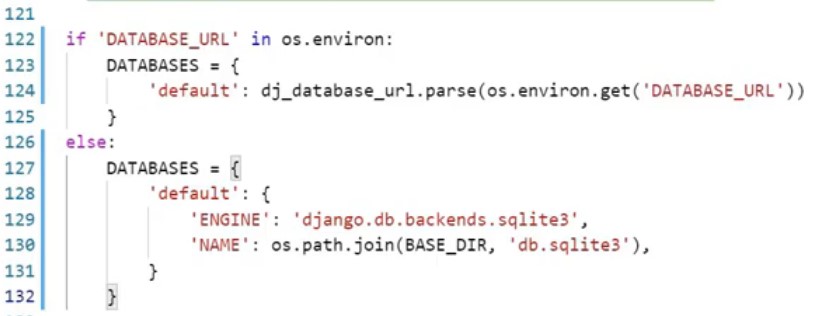 121
122 if 'DATABASE_URL' in os.environ:
123     DATABASES = {
124         'default': dj_database_url.parse(os.environ.get('DATABASE_URL'))
125     }
126 else:
127     DATABASES = {
128         'default': {
129             'ENGINE': 'django.db.backends.sqlite3',
130             'NAME': os.path.join(BASE_DIR, 'db.sqlite3'),
131         }
132     }